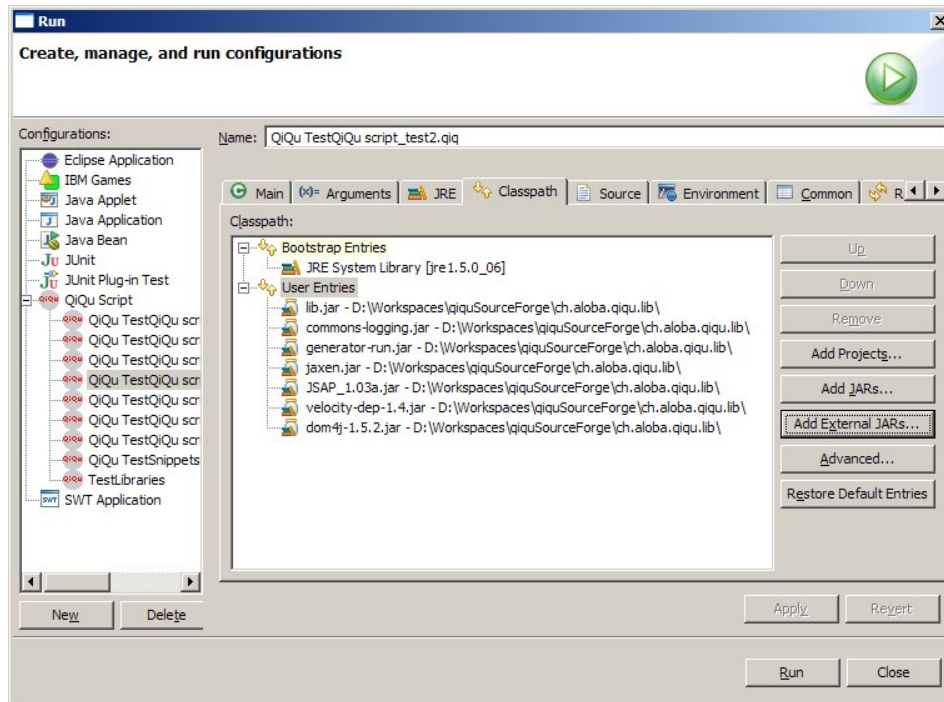 Run
Create, manage, and run configurations
Configurations:
Eclipse Application
IBM Games
Java Applet
Java Application
Java Bean
Ju JUnit
JUnit Plug-in Test
QiQu Script
QiQu TestQiQu scr
QiQu TestQiQu scr
QiQu TestQiQu scr
QiQu TestQiQu scr
QiQu TestQiQu scr
QiQu TestQiQu scr
QiQu TestQiQu scr
QiQu TestSnippets
TestLibraries
SWT Application
New Delete
Name: QiQu TestQiQu script_test2.qiq
Main (x)= Arguments JRE Classpath Source Environment Common R
Classpath:
Bootstrap Entries
JRE System Library [jre1.5.0_06]
User Entries
lib.jar - D:\Workspaces\qiquSourceForge\ch.aloba.qiqu.lib\
commons-logging.jar - D:\Workspaces\qiquSourceForge\ch.aloba.qiqu.lib\
generator-run.jar - D:\Workspaces\qiquSourceForge\ch.aloba.qiqu.lib\
jaxen.jar - D:\Workspaces\qiquSourceForge\ch.aloba.qiqu.lib\
JSAP_1.03a.jar - D:\Workspaces\qiquSourceForge\ch.aloba.qiqu.lib\
velocity-dep-1.4.jar - D:\Workspaces\qiquSourceForge\ch.aloba.qiqu.lib\
dom4j-1.5.2.jar - D:\Workspaces\qiquSourceForge\ch.aloba.qiqu.lib\
Up
Down
Remove
Add Projects...
Add JARs...
Add External JARs...
Advanced...
Restore Default Entries
Apply Revert
Run Close